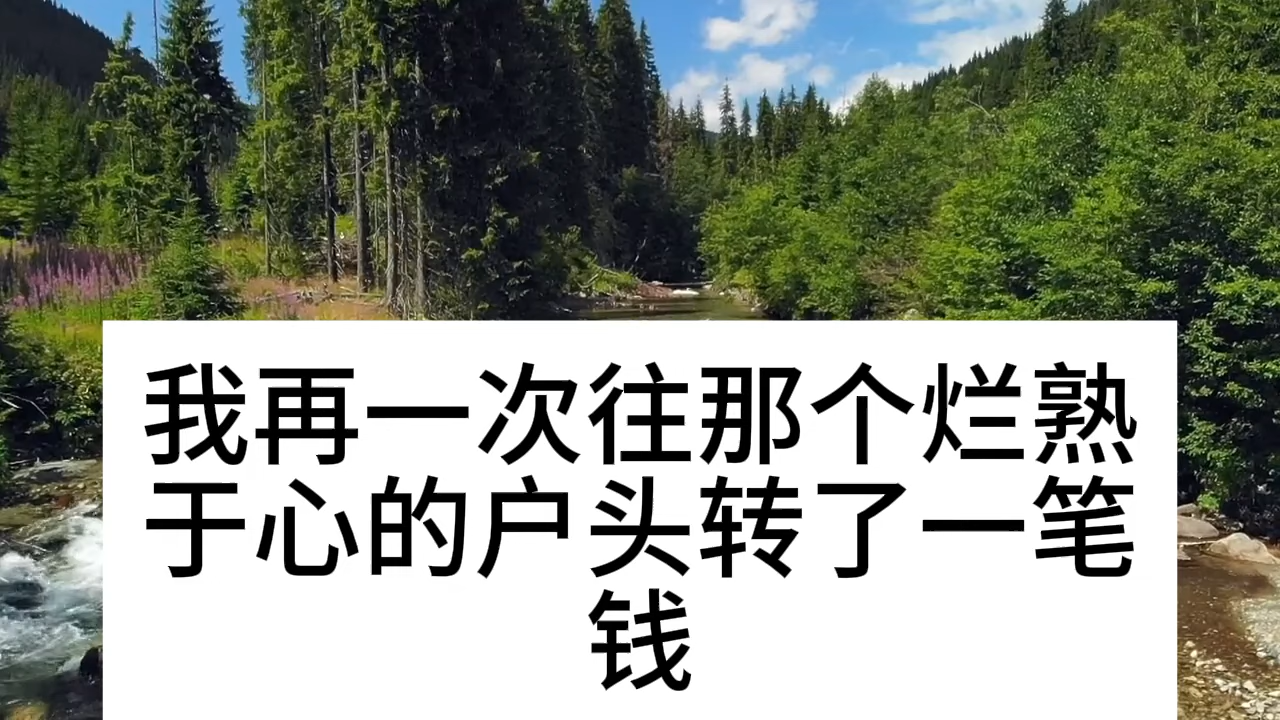 我再一次往那个烂熟
于心的户头转了一笔
钱